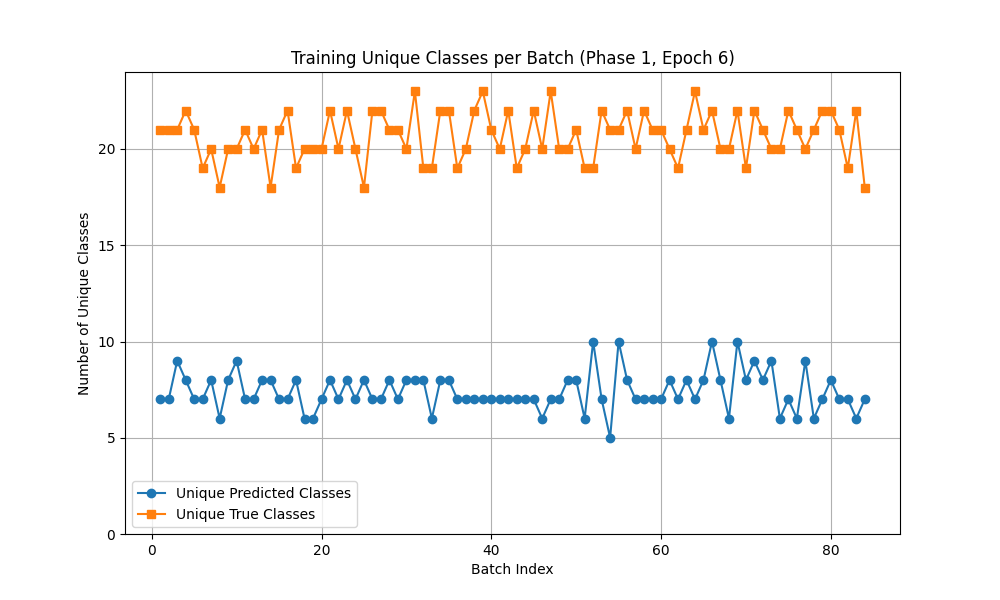 Training Unique Classes per Batch (Phase 1, Epoch 6)
Number of Unique Classes
20
15
10
5
0
Unique Predicted Classes
Unique True Classes
0 20 40 60 80
Batch Index